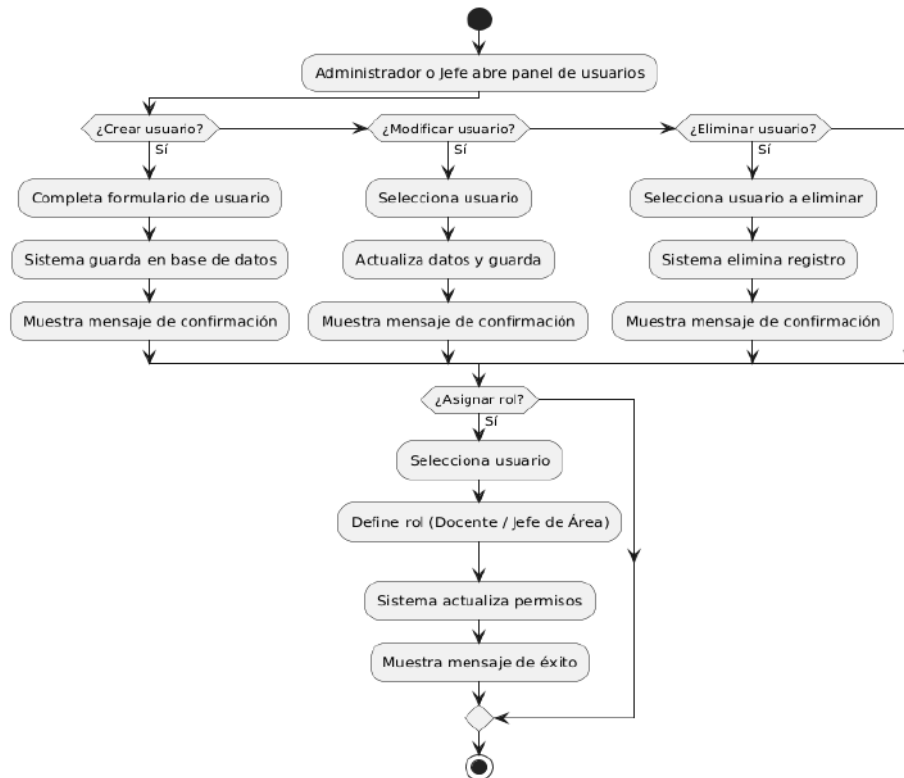 Administrador o Jefe abre panel de usuarios
¿Crear usuario?
Sí
Completa formulario de usuario
Sistema guarda en base de datos
Muestra mensaje de confirmación
¿Modificar usuario?
Sí
Selecciona usuario
Actualiza datos y guarda
Muestra mensaje de confirmación
¿Eliminar usuario?
Sí
Selecciona usuario a eliminar
Sistema elimina registro
Muestra mensaje de confirmación
¿Asignar rol?
Sí
Selecciona usuario
Define rol (Docente / Jefe de Área)
Sistema actualiza permisos
Muestra mensaje de éxito